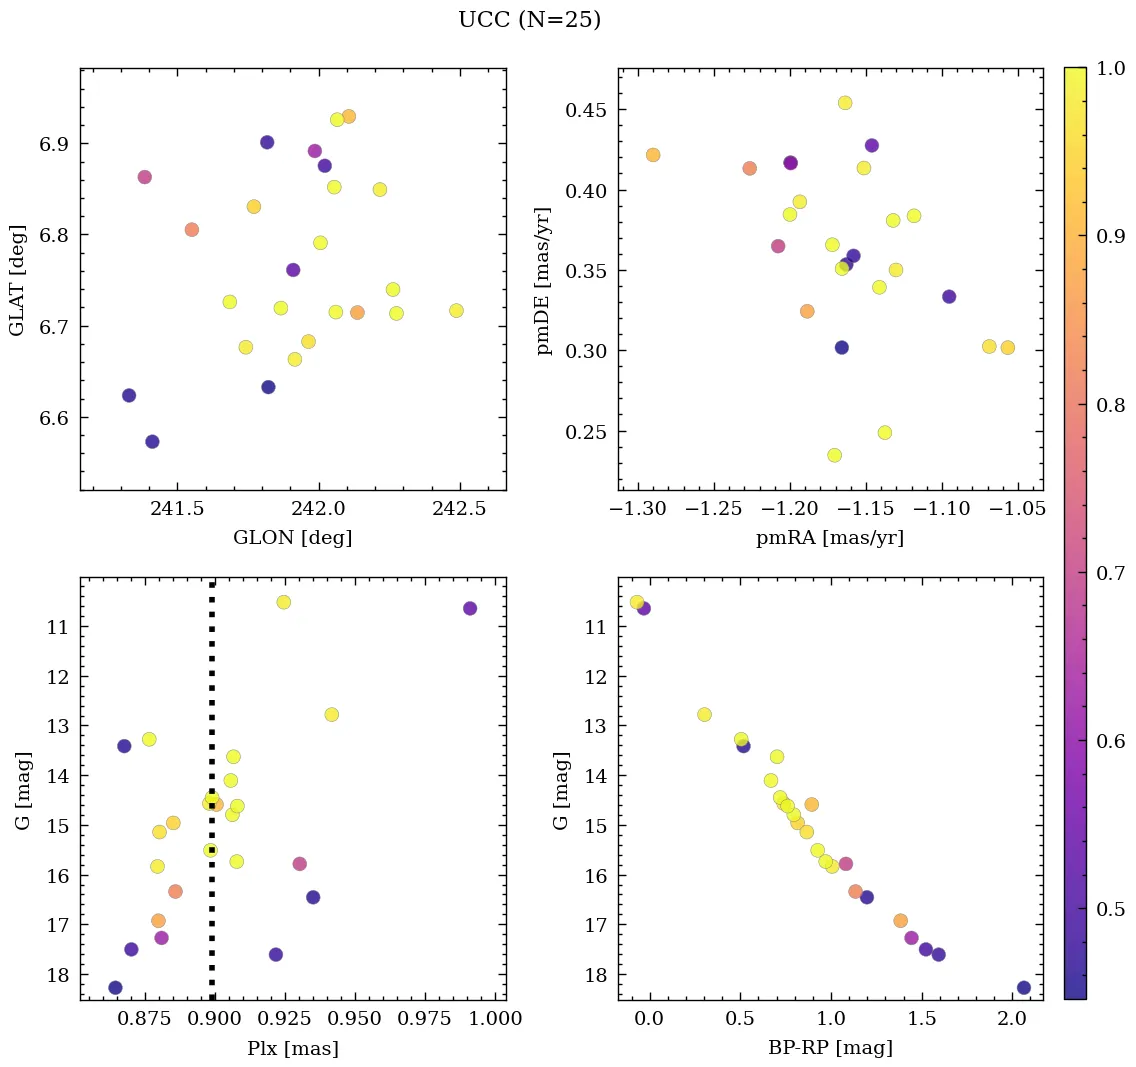 UCC (N=25)
6.9
6.8
6.7
6.6
GLAT [deg]
241.5 242.0 242.5
GLON [deg]
0.45
0.40
0.35
0.30
0.25
pmDE [mas/yr]
−1.30 −1.25 −1.20 −1.15 −1.10 −1.05
pmRA [mas/yr]
1.0
0.9
0.8
0.7
0.6
0.5
11
12
13
14
15
16
17
18
G [mag]
0.875 0.900 0.925 0.950 0.975 1.000
Plx [mas]
11
12
13
14
15
16
17
18
G [mag]
0.0 0.5 1.0 1.5 2.0
BP-RP [mag]